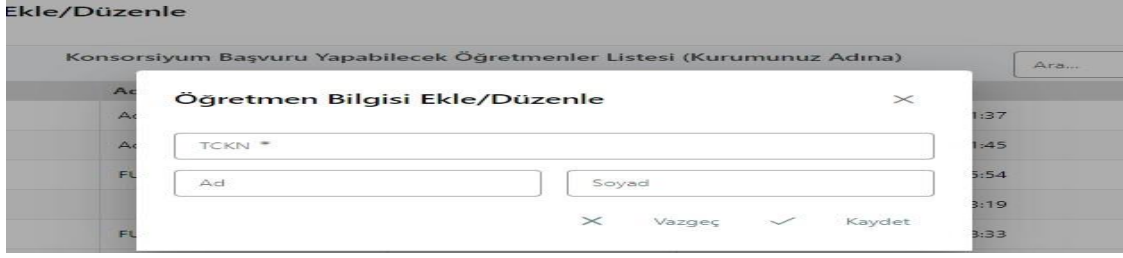 Ekle/Düzenle
Konsorsiyum Başvuru Yapabilecek Öğretmenler Listesi (Kurumunuz Adına)
Ara...
Öğretmen Bilgisi Ekle/Düzenle
TCKN *
Ad Soyad
Vazgeç Kaydet